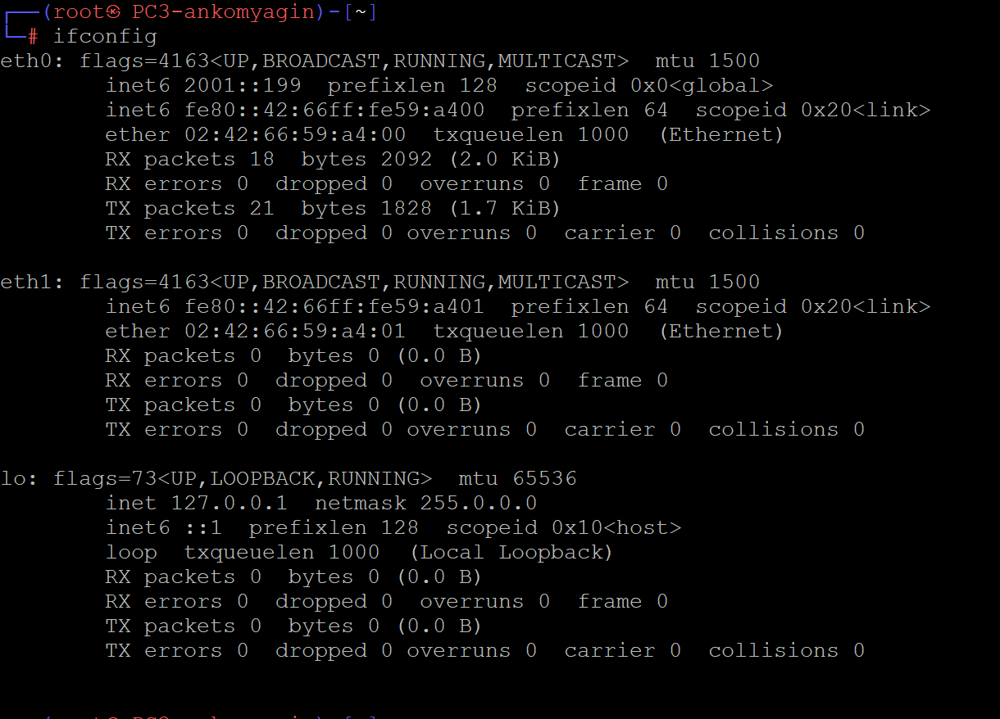 ┌──(root㉿ PC3-ankomyagin)-[~]
└─# ifconfig
eth0: flags=4163<UP,BROADCAST,RUNNING,MULTICAST>  mtu 1500
        inet6 2001::199  prefixlen 128  scopeid 0x0<global>
        inet6 fe80::42:66ff:fe59:a400  prefixlen 64  scopeid 0x20<link>
        ether 02:42:66:59:a4:00  txqueuelen 1000  (Ethernet)
        RX packets 18  bytes 2092 (2.0 KiB)
        RX errors 0  dropped 0  overruns 0  frame 0
        TX packets 21  bytes 1828 (1.7 KiB)
        TX errors 0  dropped 0 overruns 0  carrier 0  collisions 0

eth1: flags=4163<UP,BROADCAST,RUNNING,MULTICAST>  mtu 1500
        inet6 fe80::42:66ff:fe59:a401  prefixlen 64  scopeid 0x20<link>
        ether 02:42:66:59:a4:01  txqueuelen 1000  (Ethernet)
        RX packets 0  bytes 0 (0.0 B)
        RX errors 0  dropped 0  overruns 0  frame 0
        TX packets 0  bytes 0 (0.0 B)
        TX errors 0  dropped 0 overruns 0  carrier 0  collisions 0

lo: flags=73<UP,LOOPBACK,RUNNING>  mtu 65536
        inet 127.0.0.1  netmask 255.0.0.0
        inet6 ::1  prefixlen 128  scopeid 0x10<host>
        loop  txqueuelen 1000  (Local Loopback)
        RX packets 0  bytes 0 (0.0 B)
        RX errors 0  dropped 0  overruns 0  frame 0
        TX packets 0  bytes 0 (0.0 B)
        TX errors 0  dropped 0 overruns 0  carrier 0  collisions 0